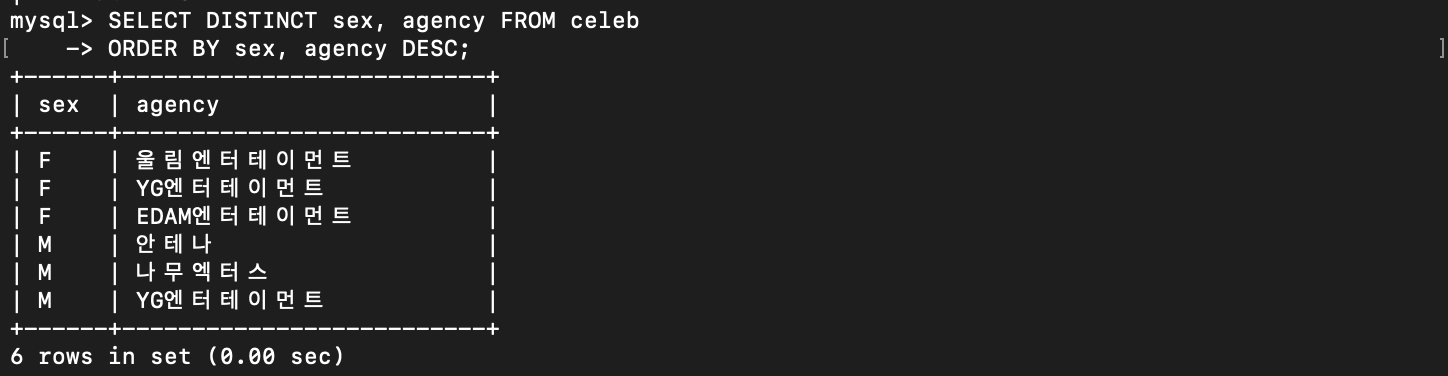 mysql> SELECT DISTINCT sex, agency FROM celeb
[    -> ORDER BY sex, agency DESC; ]
+------+--------------------------+
| sex  | agency                   |
+------+--------------------------+
| F    | 울림엔터테이먼트 |
| F    | YG엔터테이먼트 |
| F    | EDAM엔터테이먼트 |
| M    | 안테나 |
| M    | 나무엑터스 |
| M    | YG엔터테이먼트 |
+------+--------------------------+
6 rows in set (0.00 sec)